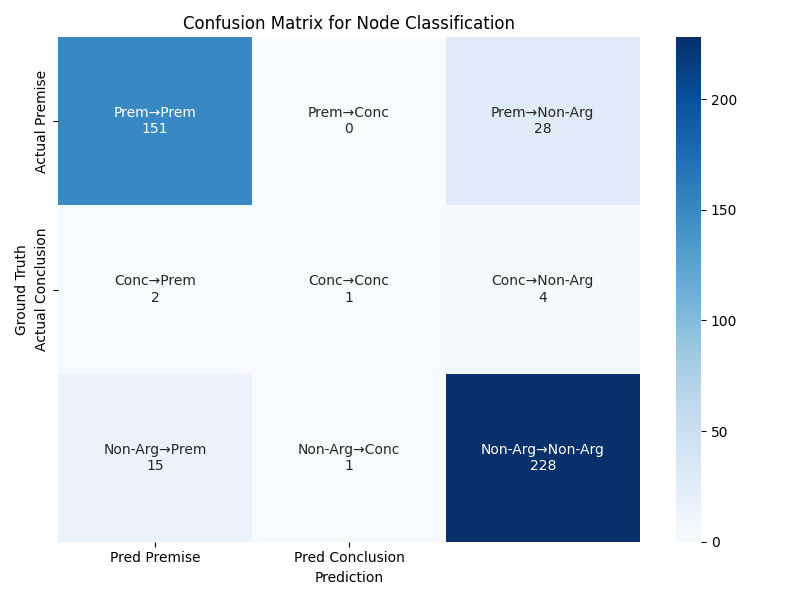 Confusion Matrix for Node Classification
Prem→Prem
151
Prem→Conc
0
Prem→Non-Arg
28
Conc→Prem
2
Conc→Conc
1
Conc→Non-Arg
4
Non-Arg→Prem
15
Non-Arg→Conc
1
Non-Arg→Non-Arg
228
Actual Premise
Actual Conclusion
Ground Truth
Pred Premise
Pred Conclusion
Prediction
200
150
100
50
0